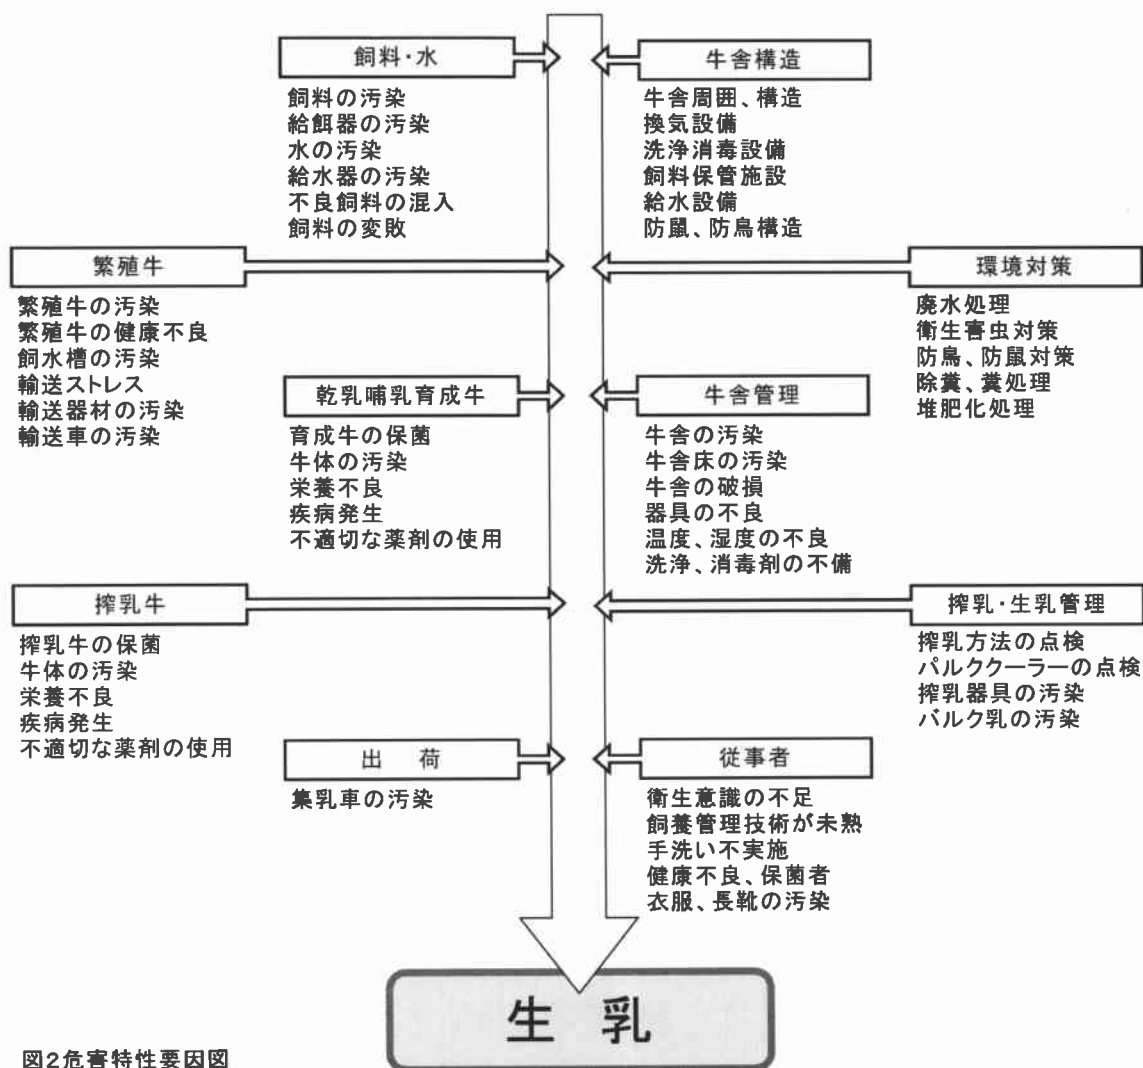 飼料・水
飼料の汚染
給餌器の汚染
水の汚染
給水器の汚染
不良飼料の混入
飼料の変敗
牛舎構造
牛舎周囲、構造
換気設備
洗浄消毒設備
飼料保管施設
給水設備
防鼠、防鳥構造
繁殖牛
繁殖牛の汚染
繁殖牛の健康不良
飼水槽の汚染
輸送ストレス
輸送器材の汚染
輸送車の汚染
環境対策
廃水処理
衛生害虫対策
防鳥、防鼠対策
除糞、糞処理
堆肥化処理
乾乳哺乳育成牛
育成牛の保菌
牛体の汚染
栄養不良
疾病発生
不適切な薬剤の使用
牛舎管理
牛舎の汚染
牛舎床の汚染
牛舎の破損
器具の不良
温度、湿度の不良
洗浄、消毒剤の不備
搾乳牛
搾乳牛の保菌
牛体の汚染
栄養不良
疾病発生
不適切な薬剤の使用
搾乳・生乳管理
搾乳方法の点検
バルククーラーの点検
搾乳器具の汚染
バルク乳の汚染
出 荷
集乳車の汚染
従事者
衛生意識の不足
飼養管理技術が未熟
手洗い不実施
健康不良、保菌者
衣服、長靴の汚染
生 乳
図2危害特性要因図